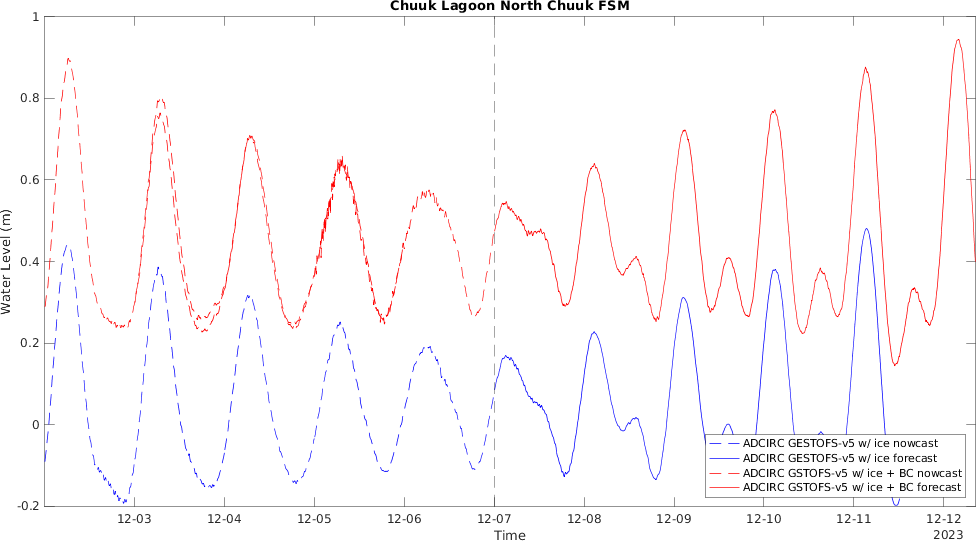 Chuuk Lagoon North Chuuk FSM
1
0.8
0.6
0.4
0.2
0
-0.2
Water Level (m)
ADCIRC GESTOFS-v5 w/ ice nowcast
ADCIRC GESTOFS-v5 w/ ice forecast
ADCIRC GSTOFS-v5 w/ ice + BC nowcast
ADCIRC GSTOFS-v5 w/ ice + BC forecast
12-03 12-04 12-05 12-06 12-07 12-08 12-09 12-10 12-11 12-12
Time
2023